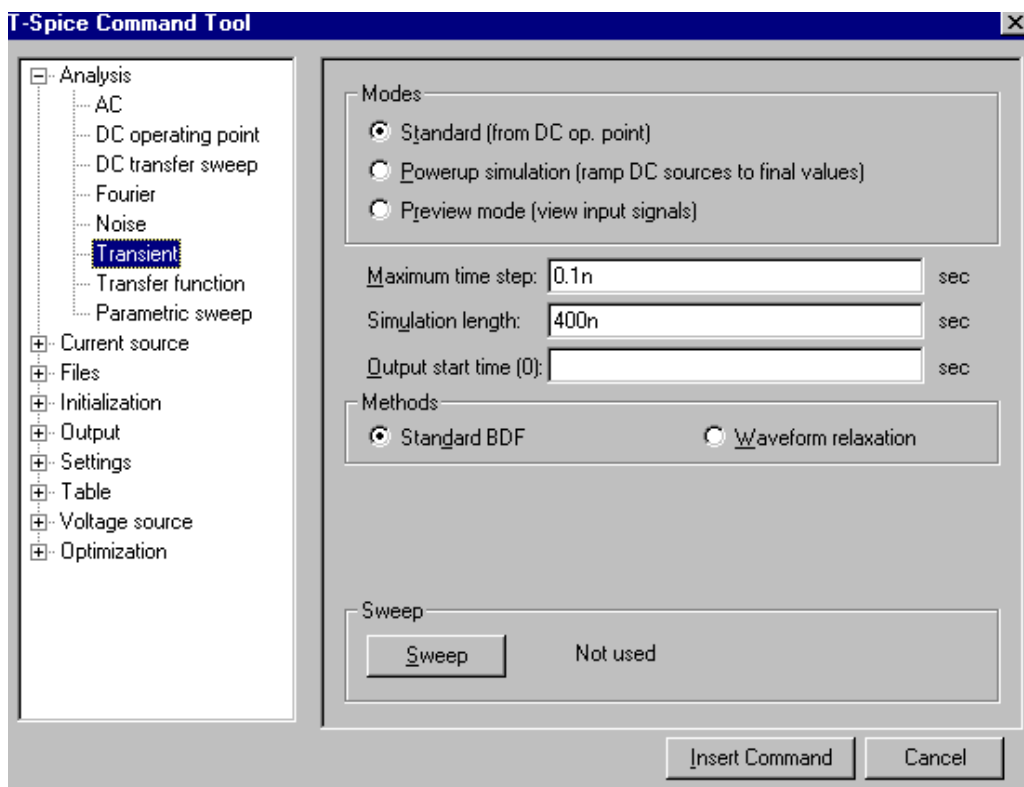 T-Spice Command Tool
Analysis
AC
DC operating point
DC transfer sweep
Fourier
Noise
Transient
Transfer function
Parametric sweep
Current source
Files
Initialization
Output
Settings
Table
Voltage source
Optimization
Modes
Standard (from DC op. point)
Powerup simulation (ramp DC sources to final values)
Preview mode (view input signals)
Maximum time step: 0.1n sec
Simulation length: 400n sec
Output start time (0): sec
Methods
Standard BDF Waveform relaxation
Sweep
Sweep Not used
Insert Command Cancel